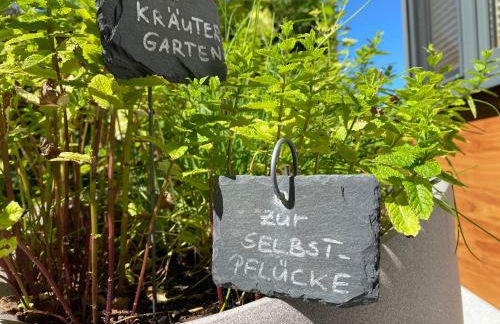 KRÄUTER
GARTEN
zur
SELBST-
PFLÜCKE